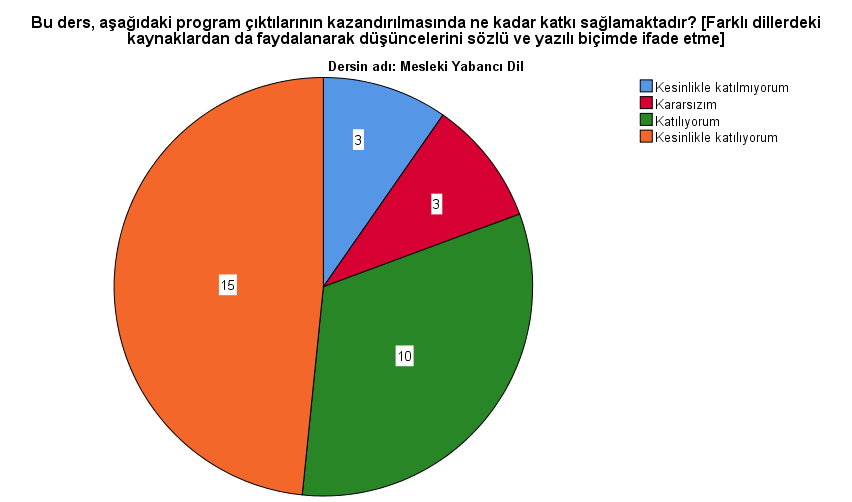 Bu ders, aşağıdaki program çıktılarının kazandırılmasında ne kadar katkı sağlamaktadır? [Farklı dillerdeki
kaynaklardan da faydalanarak düşüncelerini sözlü ve yazılı biçimde ifade etme]
Dersin adı: Mesleki Yabancı Dil
Kesinlikle katılmıyorum
Kararsızım
Katılıyorum
Kesinlikle katılıyorum
3
3
15
10